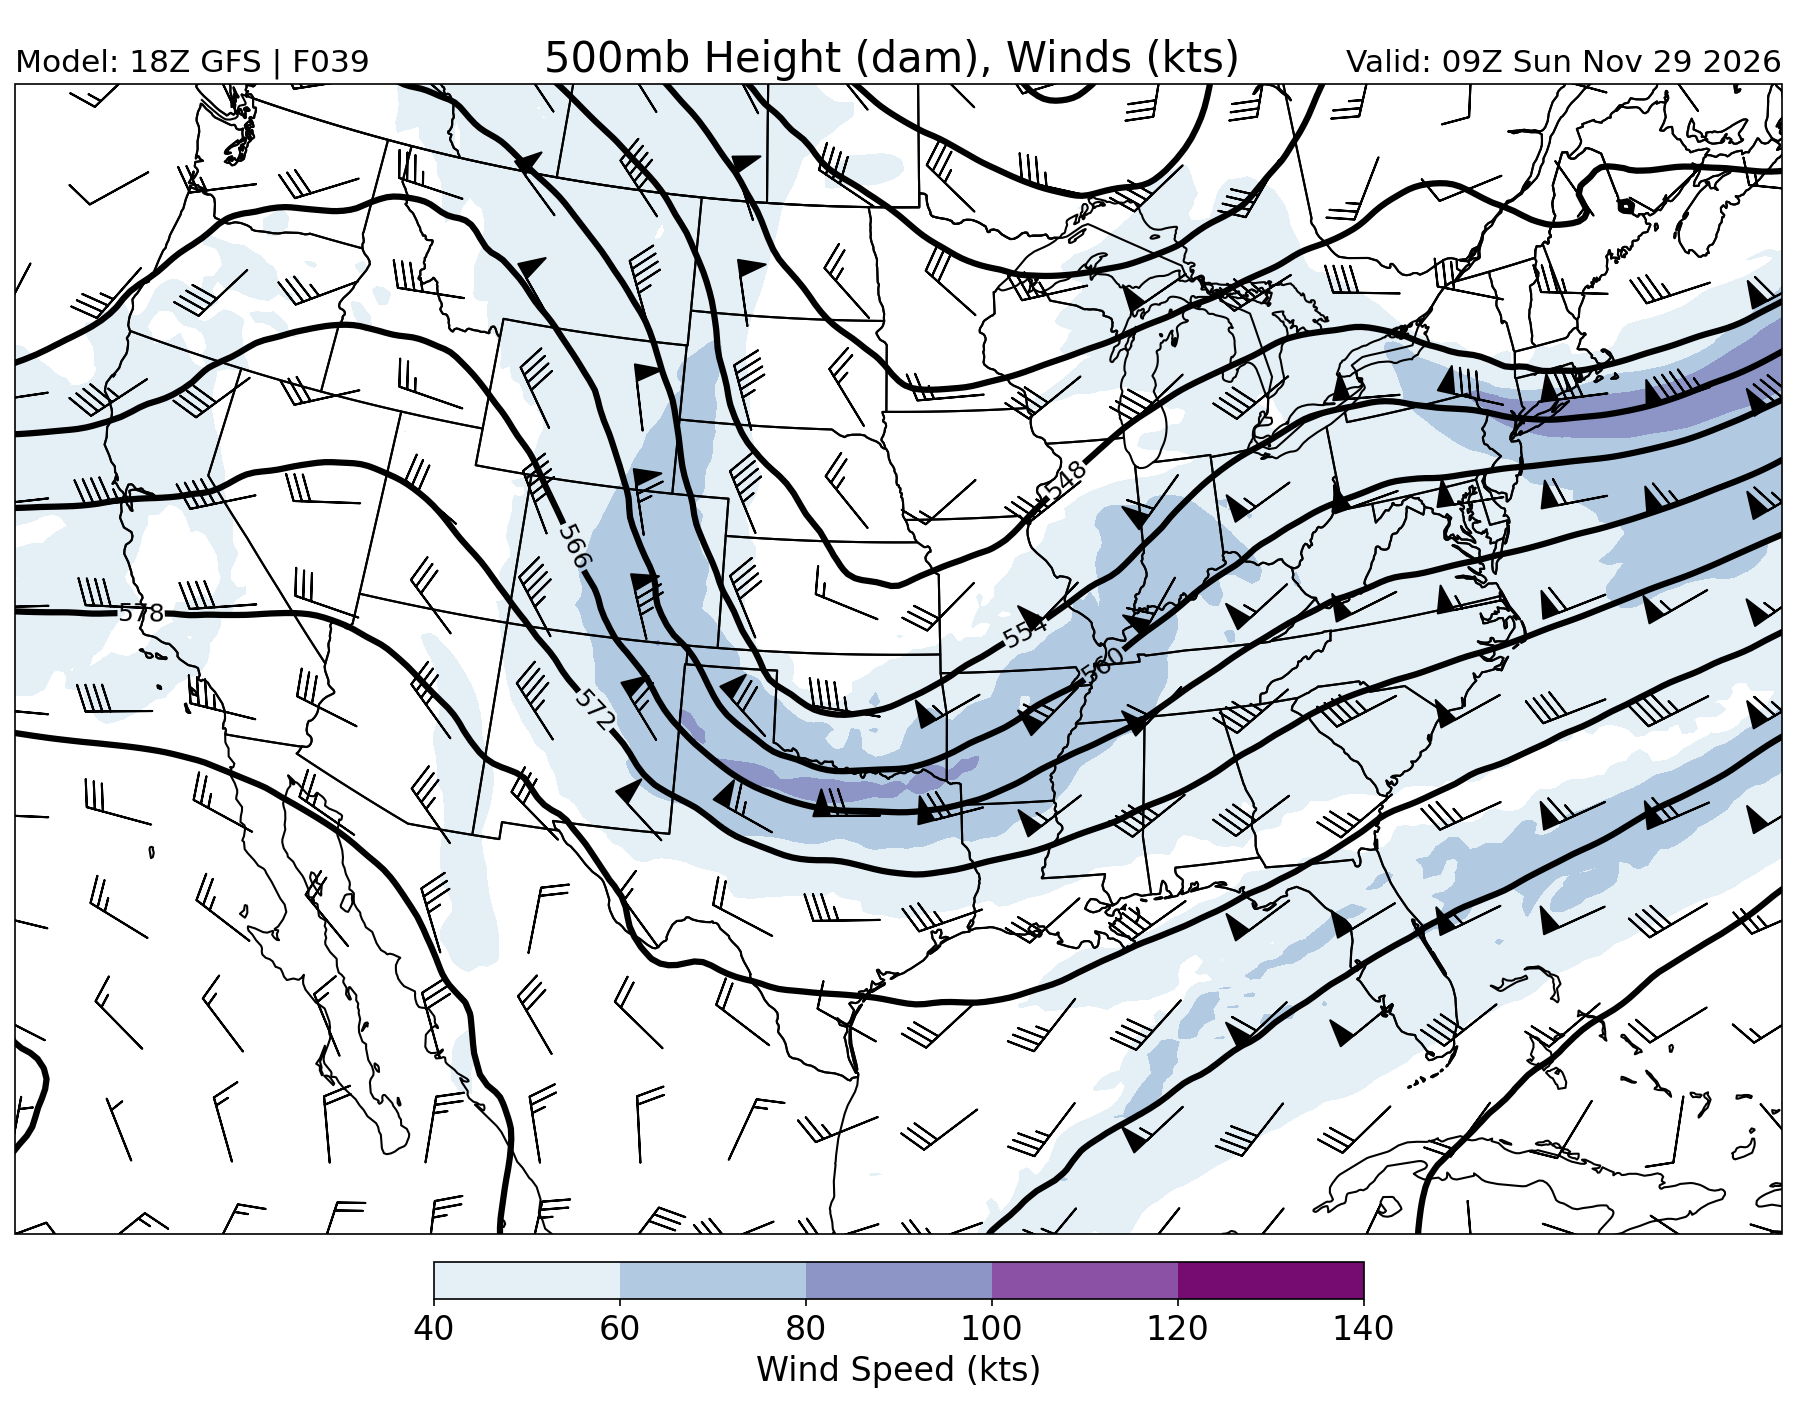 Model: 18Z GFS | F039
500mb Height (dam), Winds (kts)
Valid: 09Z Sun Nov 29 2026
548
566
578
554
560
572
40 60 80 100 120 140
Wind Speed (kts)